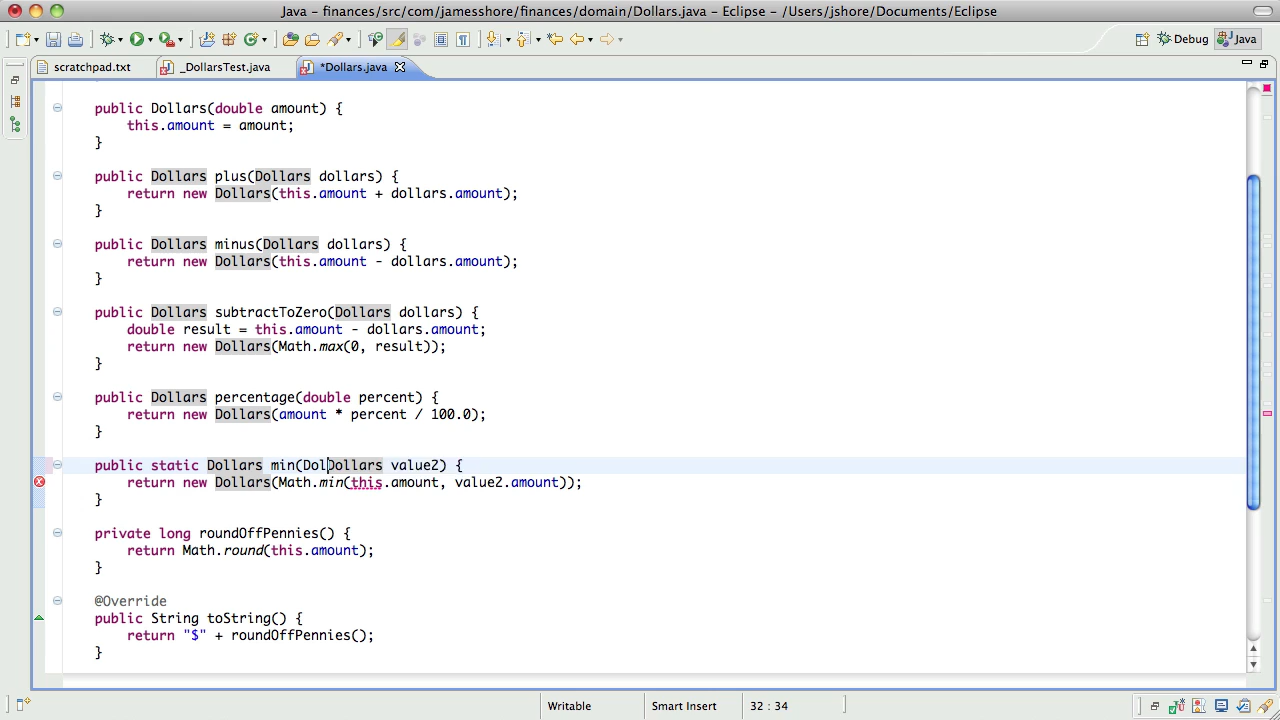 Java – finances/src/com/jamesshore/finances/domain/Dollars.java – Eclipse – /Users/jshore/Documents/Eclipse
Debug Java
scratchpad.txt _DollarsTest.java *Dollars.java
public Dollars(double amount) {
this.amount = amount;
}
public Dollars plus(Dollars dollars) {
return new Dollars(this.amount + dollars.amount);
}
public Dollars minus(Dollars dollars) {
return new Dollars(this.amount - dollars.amount);
}
public Dollars subtractToZero(Dollars dollars) {
double result = this.amount - dollars.amount;
return new Dollars(Math.max(0, result));
}
public Dollars percentage(double percent) {
return new Dollars(amount * percent / 100.0);
}
public static Dollars min(DolDollars value2) {
return new Dollars(Math.min(this.amount, value2.amount));
}
private long roundOffPennies() {
return Math.round(this.amount);
}
@Override
public String toString() {
return "$" + roundOffPennies();
}
Writable Smart Insert 32 : 34